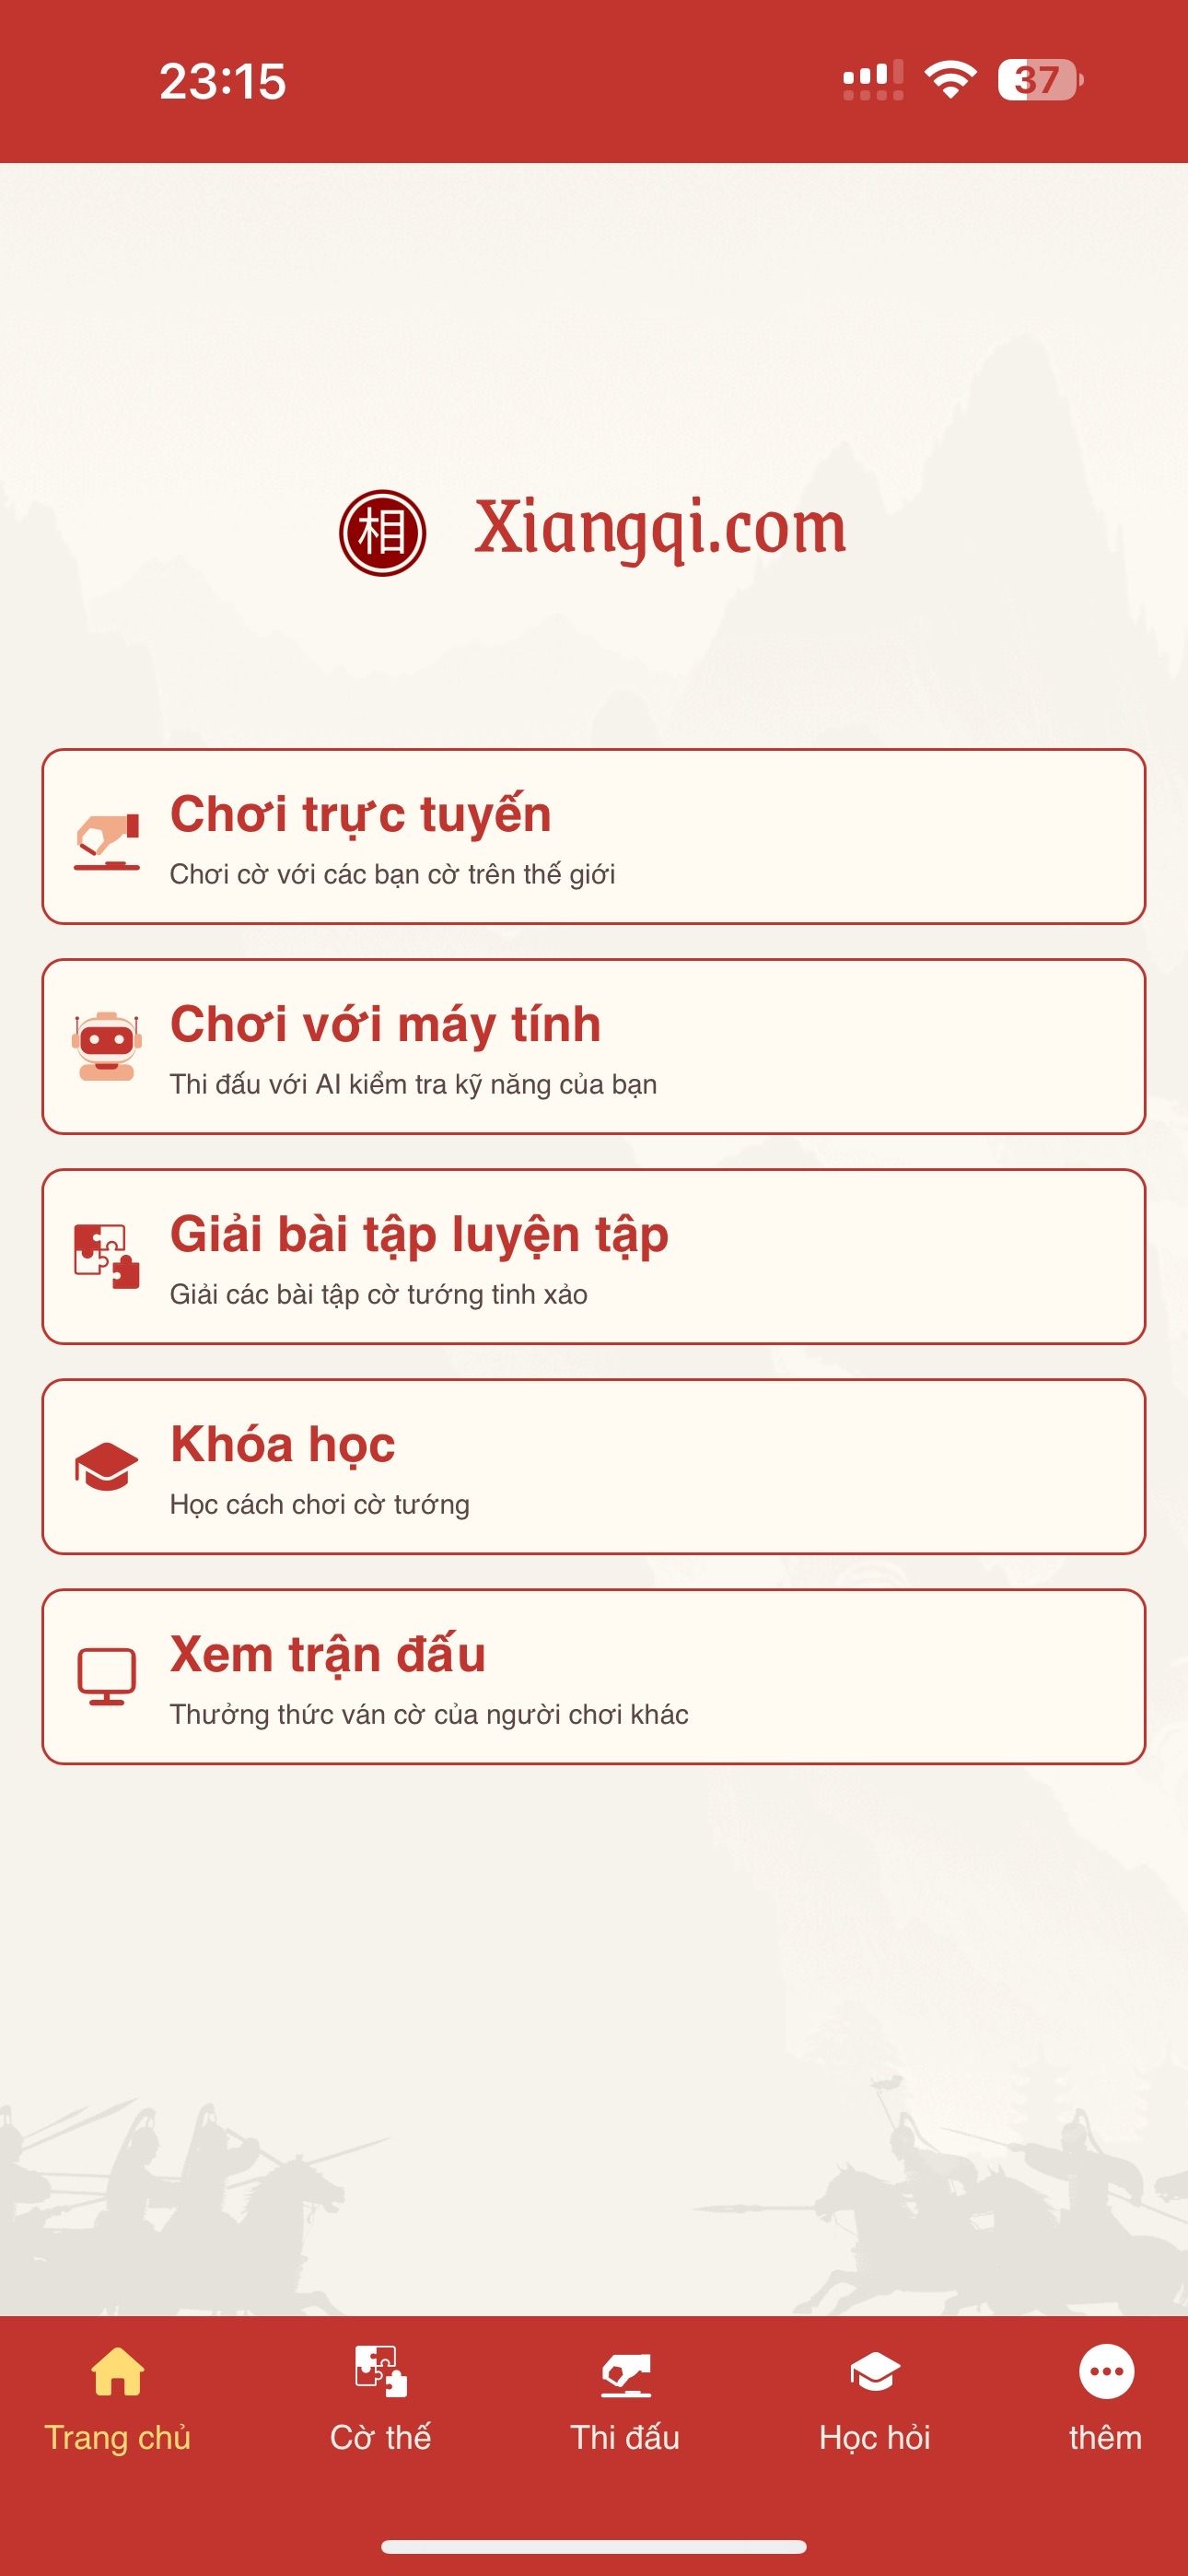 23:15
37
相 Xiangqi.com
Chơi trực tuyến
Chơi cờ với các bạn cờ trên thế giới
Chơi với máy tính
Thi đấu với AI kiểm tra kỹ năng của bạn
Giải bài tập luyện tập
Giải các bài tập cờ tướng tinh xảo
Khóa học
Học cách chơi cờ tướng
Xem trận đấu
Thưởng thức ván cờ của người chơi khác
Trang chủ
Cờ thế
Thi đấu
Học hỏi
thêm